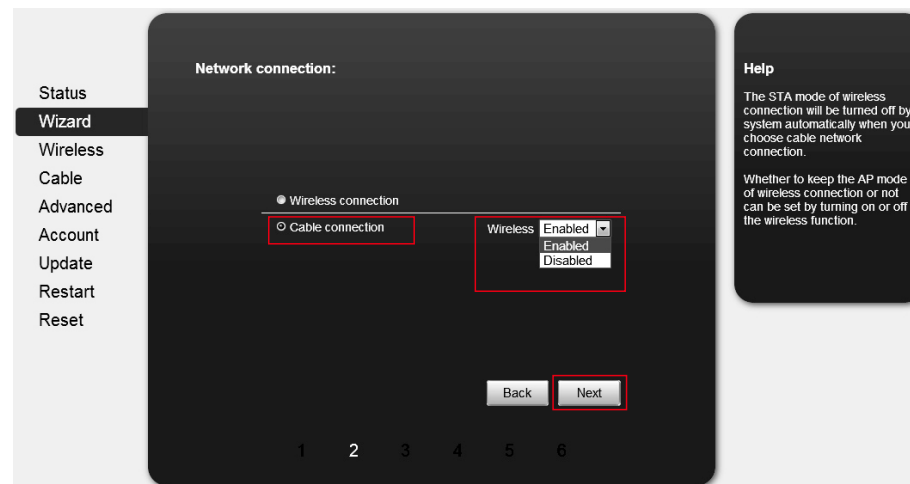 Network connection:
Status
Wizard
Wireless
Cable
Advanced
Account
Update
Restart
Reset
Wireless connection
Cable connection
Wireless Enabled
Enabled
Disabled
Back Next
1 2 3 4 5 6
Help
The STA mode of wireless
connection will be turned off by
system automatically when you
choose cable network
connection.
Whether to keep the AP mode
of wireless connection or not
can be set by turning on or off
the wireless function.